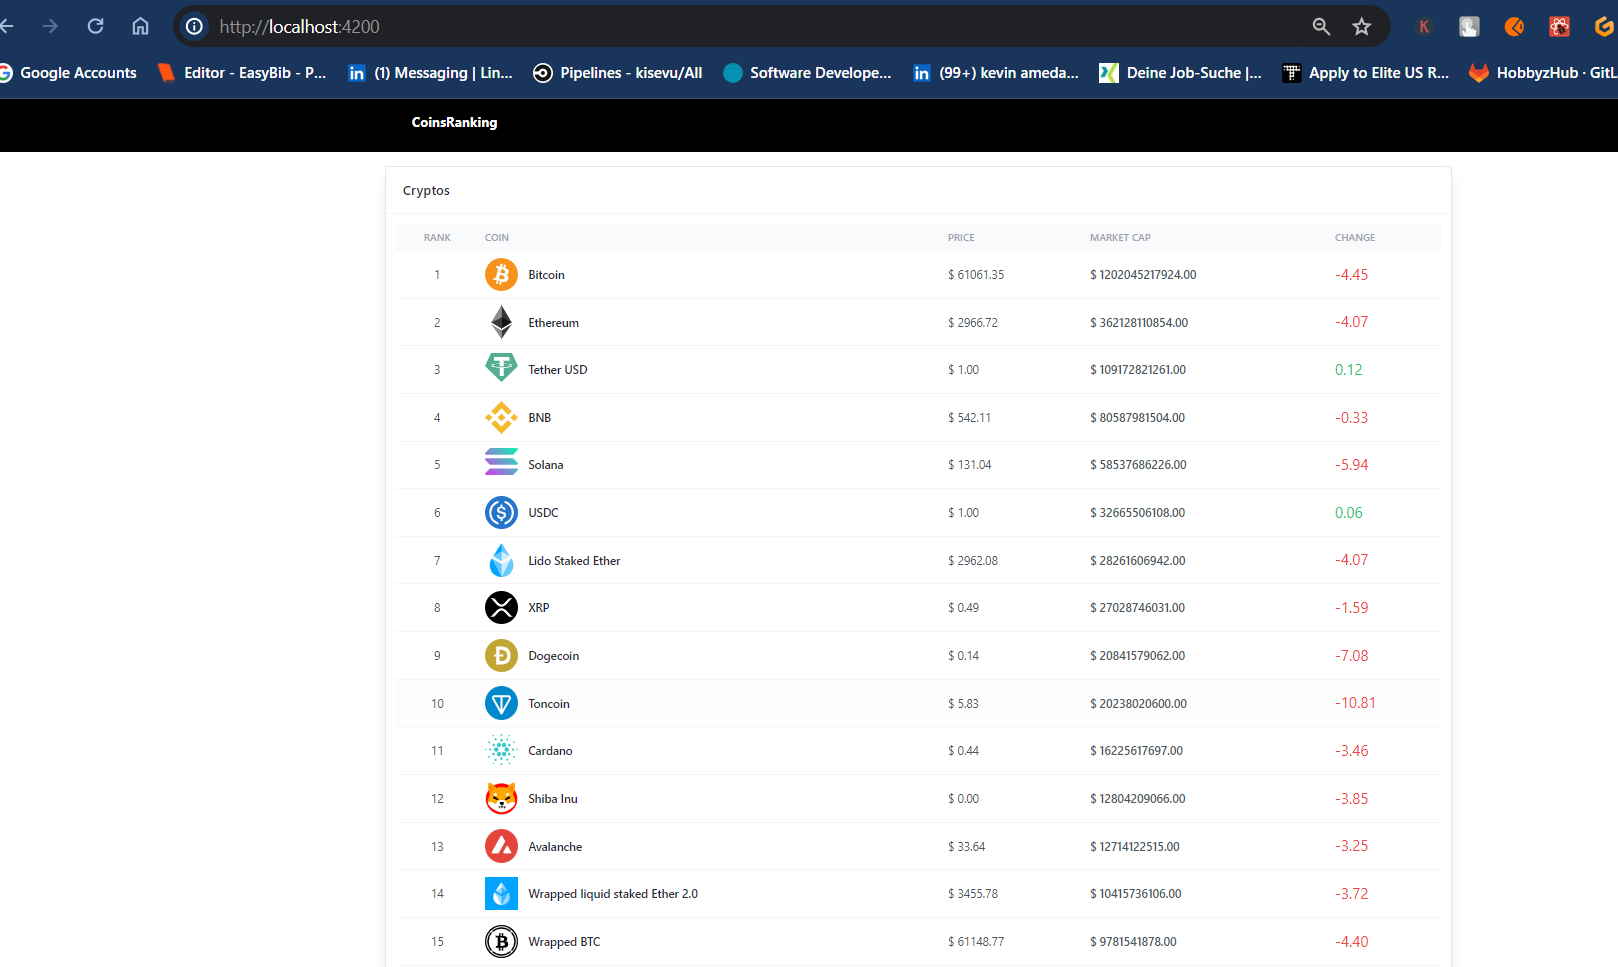 http://localhost:4200
Google Accounts Editor - EasyBib - P... (1) Messaging | Lin... Pipelines - kisevu/All Software Develope... (99+) kevin ameda... Deine Job-Suche |... Apply to Elite US R... HobbyzHub · GitL
CoinsRanking
Cryptos
RANK COIN PRICE MARKET CAP CHANGE
1 Bitcoin $ 61061.35 $ 1202045217924.00 -4.45
2 Ethereum $ 2966.72 $ 362128110854.00 -4.07
3 Tether USD $ 1.00 $ 109172821261.00 0.12
4 BNB $ 542.11 $ 80587981504.00 -0.33
5 Solana $ 131.04 $ 58537686226.00 -5.94
6 USDC $ 1.00 $ 32665506108.00 0.06
7 Lido Staked Ether $ 2962.08 $ 28261606942.00 -4.07
8 XRP $ 0.49 $ 27028746031.00 -1.59
9 Dogecoin $ 0.14 $ 20841579062.00 -7.08
10 Toncoin $ 5.83 $ 20238020600.00 -10.81
11 Cardano $ 0.44 $ 16225617697.00 -3.46
12 Shiba Inu $ 0.00 $ 12804209066.00 -3.85
13 Avalanche $ 33.64 $ 12714122515.00 -3.25
14 Wrapped liquid staked Ether 2.0 $ 3455.78 $ 10415736106.00 -3.72
15 Wrapped BTC $ 61148.77 $ 9781541878.00 -4.40